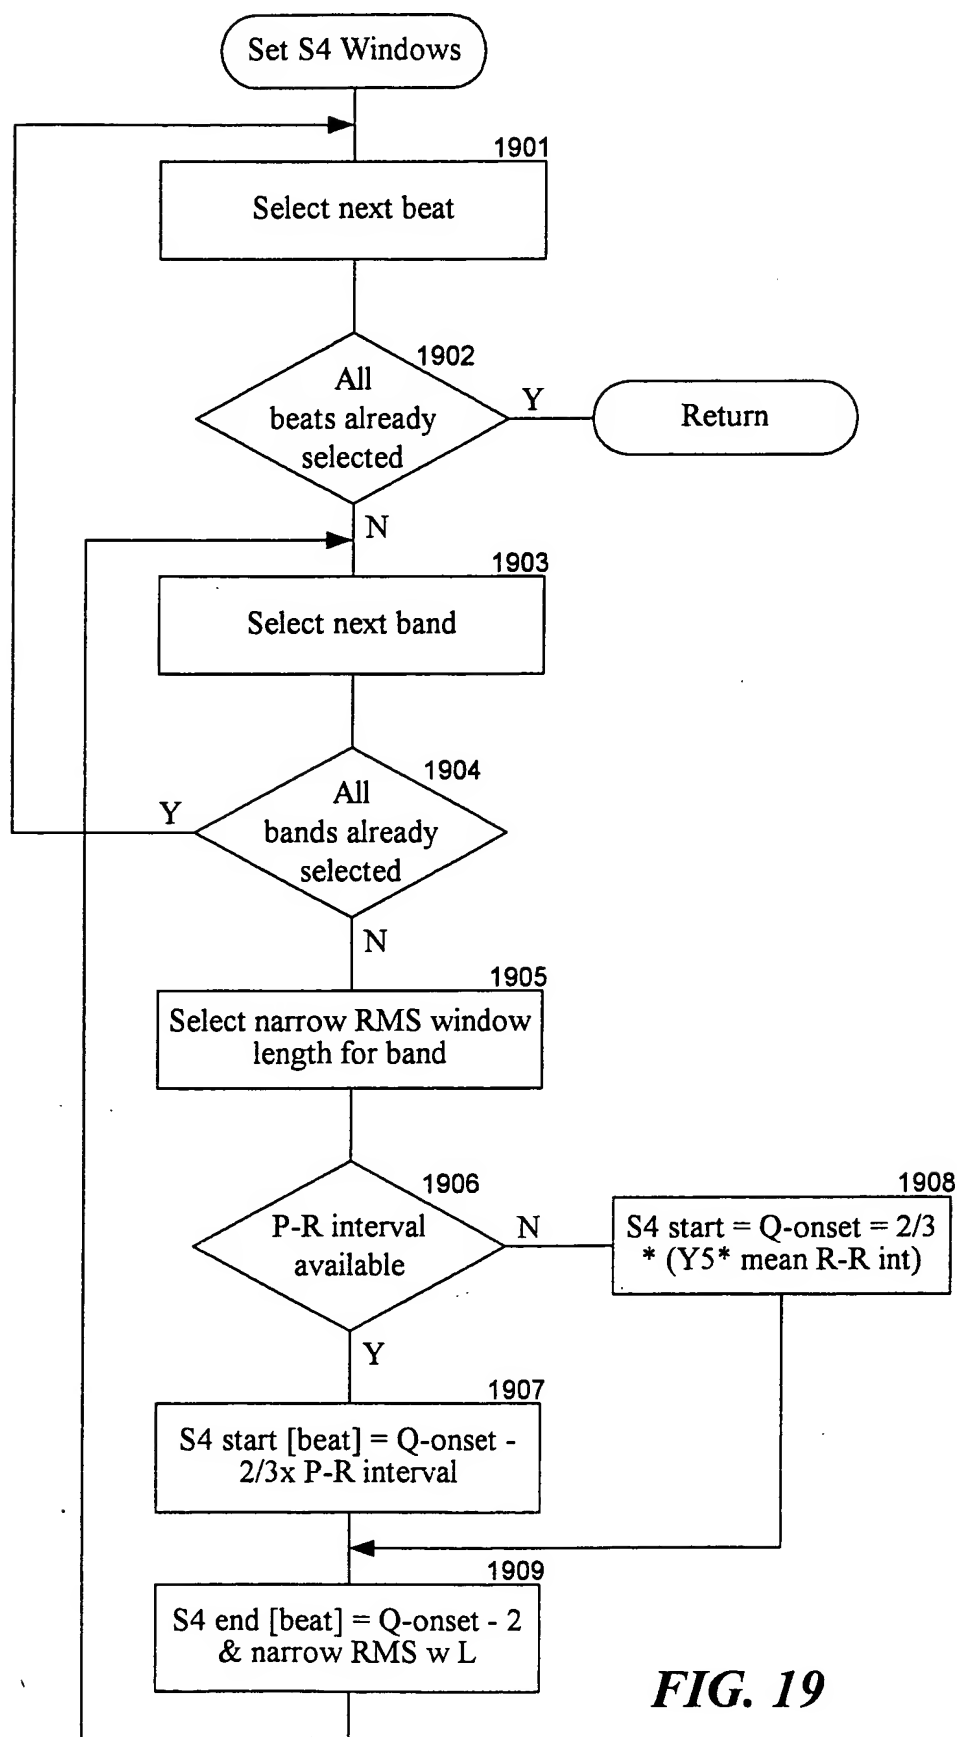 Set S4 Windows
1901
Select next beat
1902
All
beats already
selected
Y
Return
N
1903
Select next band
1904
All
bands already
selected
Y
N
1905
Select narrow RMS window
length for band
1906
P-R interval
available
N
1908
S4 start = Q-onset = 2/3
* (Y5* mean R-R int)
Y
1907
S4 start [beat] = Q-onset -
2/3x P-R interval
1909
S4 end [beat] = Q-onset - 2
& narrow RMS w L
FIG. 19